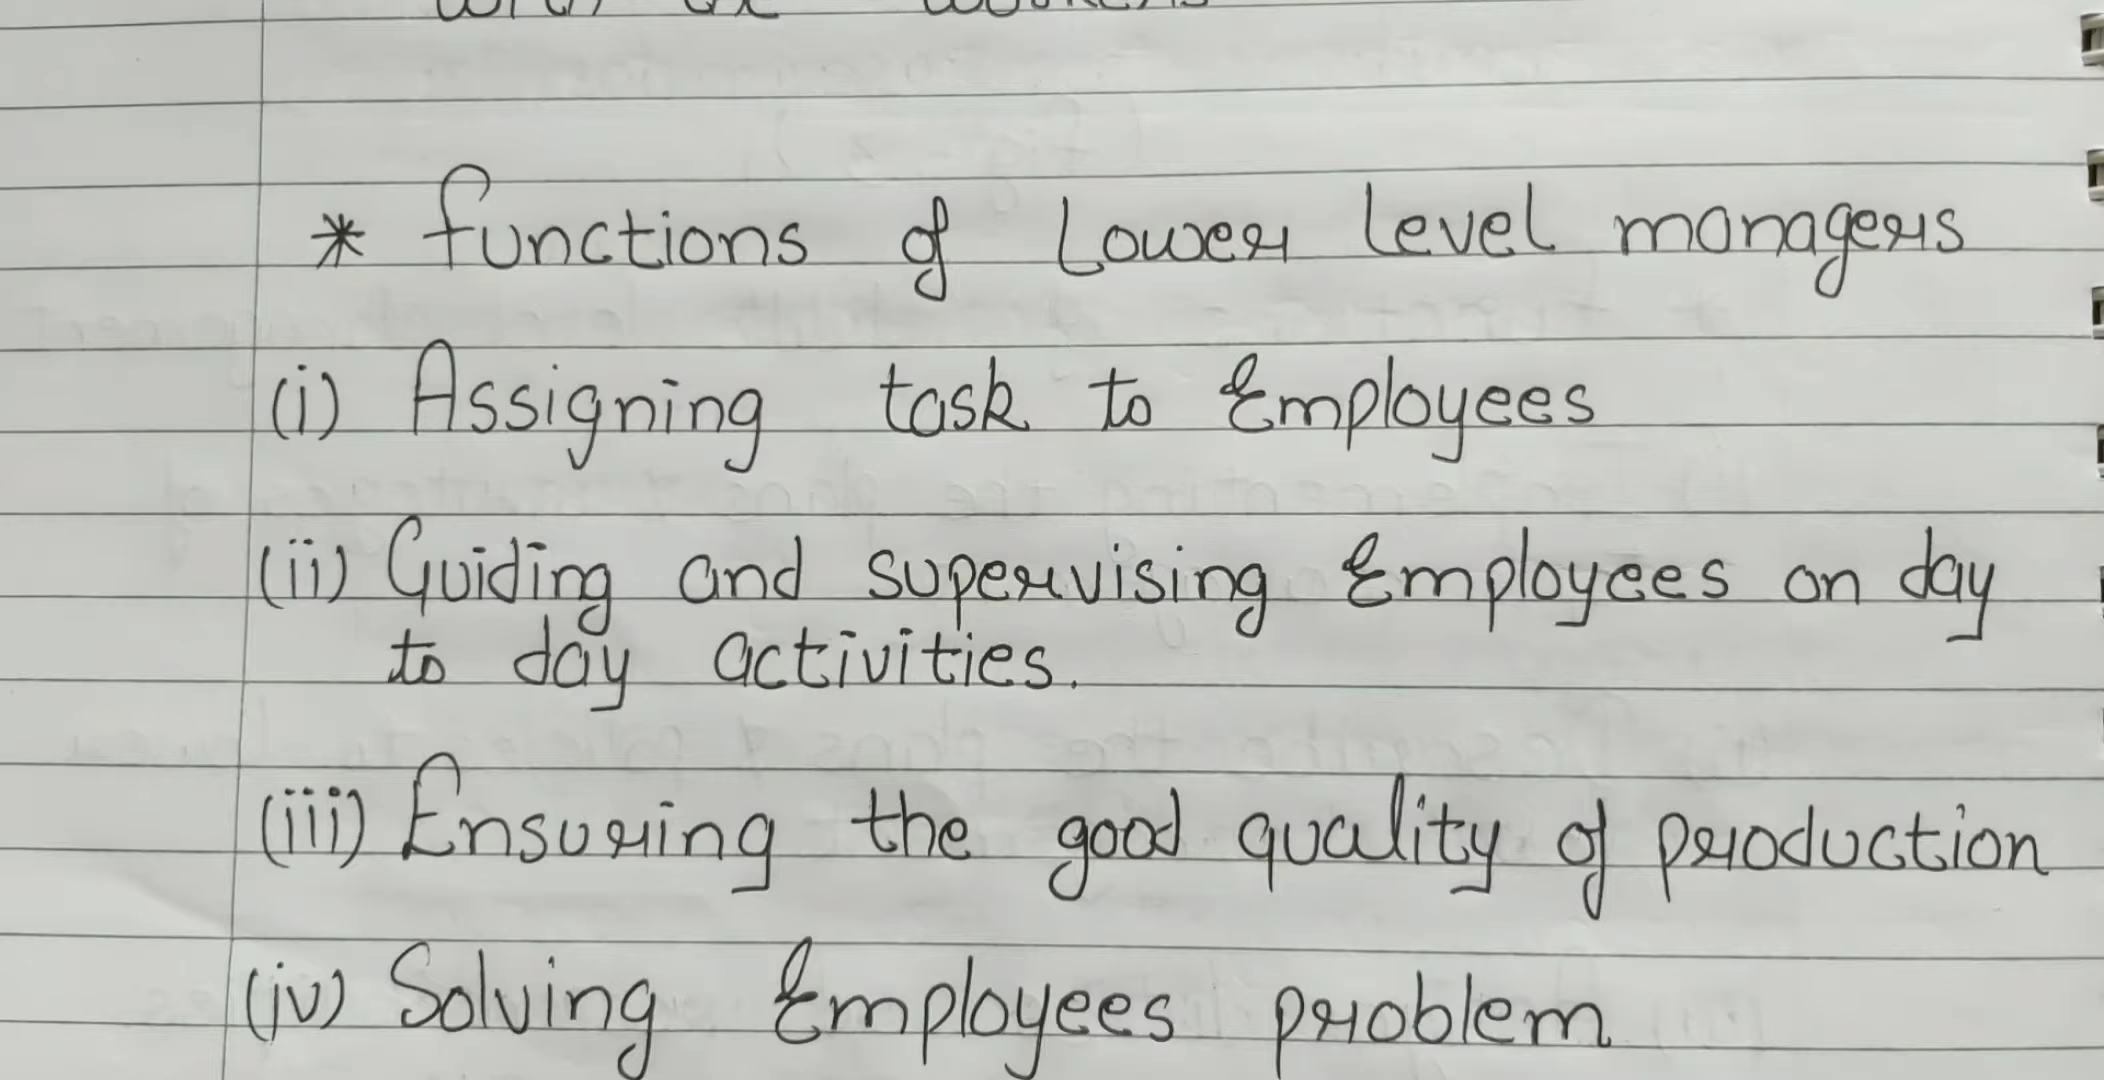 * functions of Lower level managers
(i) Assigning task to Employees
(ii) Guiding and supervising Employees on day
to day activities.
(iii) Ensuring the good quality of production
(iv) Solving Employees problem